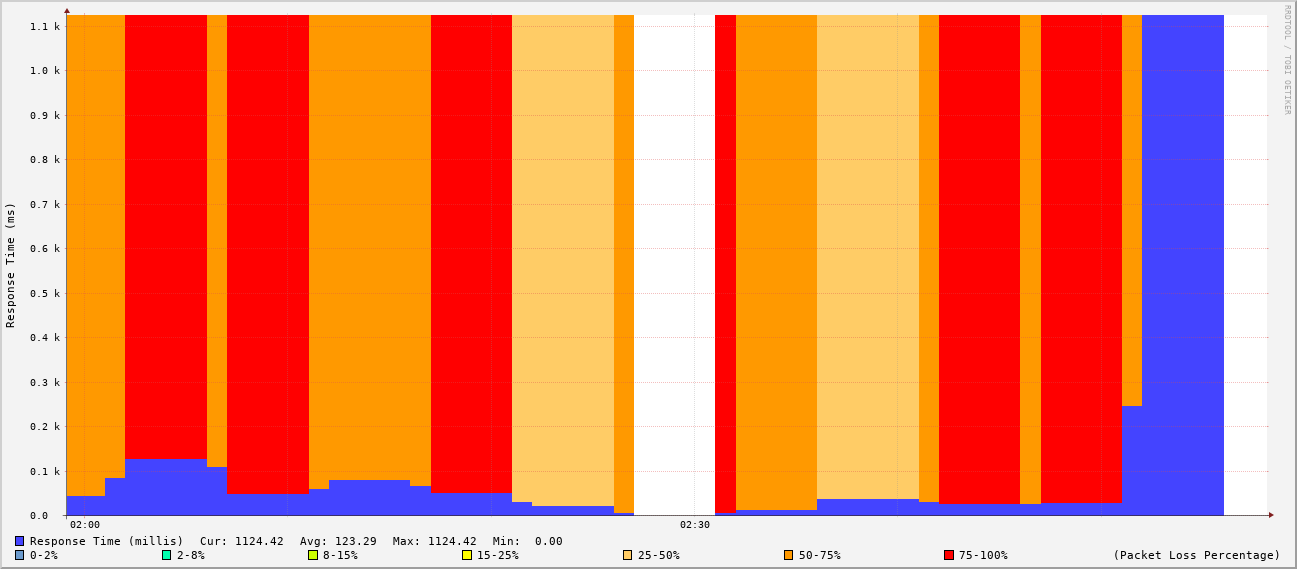 RRDTOOL / TOBI OETIKER
Response Time (ms)
1.1 k
1.0 k
0.9 k
0.8 k
0.7 k
0.6 k
0.5 k
0.4 k
0.3 k
0.2 k
0.1 k
0.0
02:00 02:30
Response Time (millis) Cur: 1124.42 Avg: 123.29 Max: 1124.42 Min: 0.00
0-2% 2-8% 8-15% 15-25% 25-50% 50-75% 75-100% (Packet Loss Percentage)